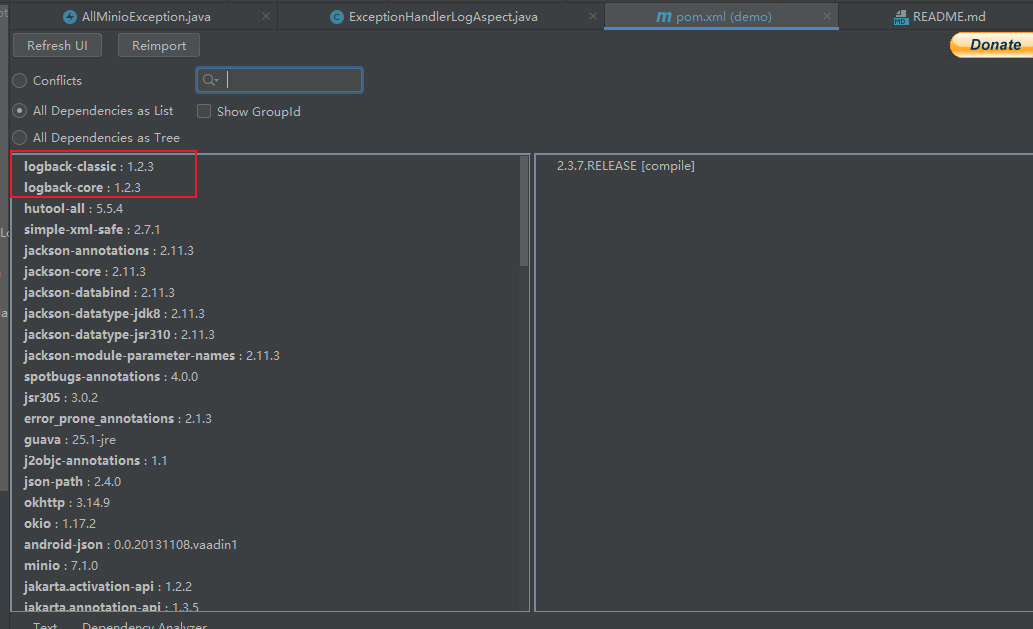 AllMinioException.java
ExceptionHandlerLogAspect.java
pom.xml (demo)
README.md
Refresh UI
Reimport
Donate
Conflicts
All Dependencies as List
Show GroupId
All Dependencies as Tree
logback-classic : 1.2.3
2.3.7.RELEASE [compile]
logback-core : 1.2.3
hutool-all : 5.5.4
simple-xml-safe : 2.7.1
jackson-annotations : 2.11.3
jackson-core : 2.11.3
jackson-databind : 2.11.3
jackson-datatype-jdk8 : 2.11.3
jackson-datatype-jsr310 : 2.11.3
jackson-module-parameter-names : 2.11.3
spotbugs-annotations : 4.0.0
jsr305 : 3.0.2
error_prone_annotations : 2.1.3
guava : 25.1-jre
j2objc-annotations : 1.1
json-path : 2.4.0
okhttp : 3.14.9
okio : 1.17.2
android-json : 0.0.20131108.vaadin1
minio : 7.1.0
jakarta.activation-api : 1.2.2
jakarta.annotation-api : 1.3.5
Text
Dependency Analyzer